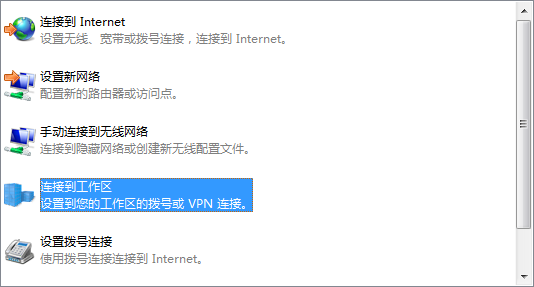 连接到 Internet
设置无线、宽带或拨号连接，连接到 Internet。
设置新网络
配置新的路由器或访问点。
手动连接到无线网络
连接到隐藏网络或创建新无线配置文件。
连接到工作区
设置到您的工作区的拨号或 VPN 连接。
设置拨号连接
使用拨号连接连接到 Internet。